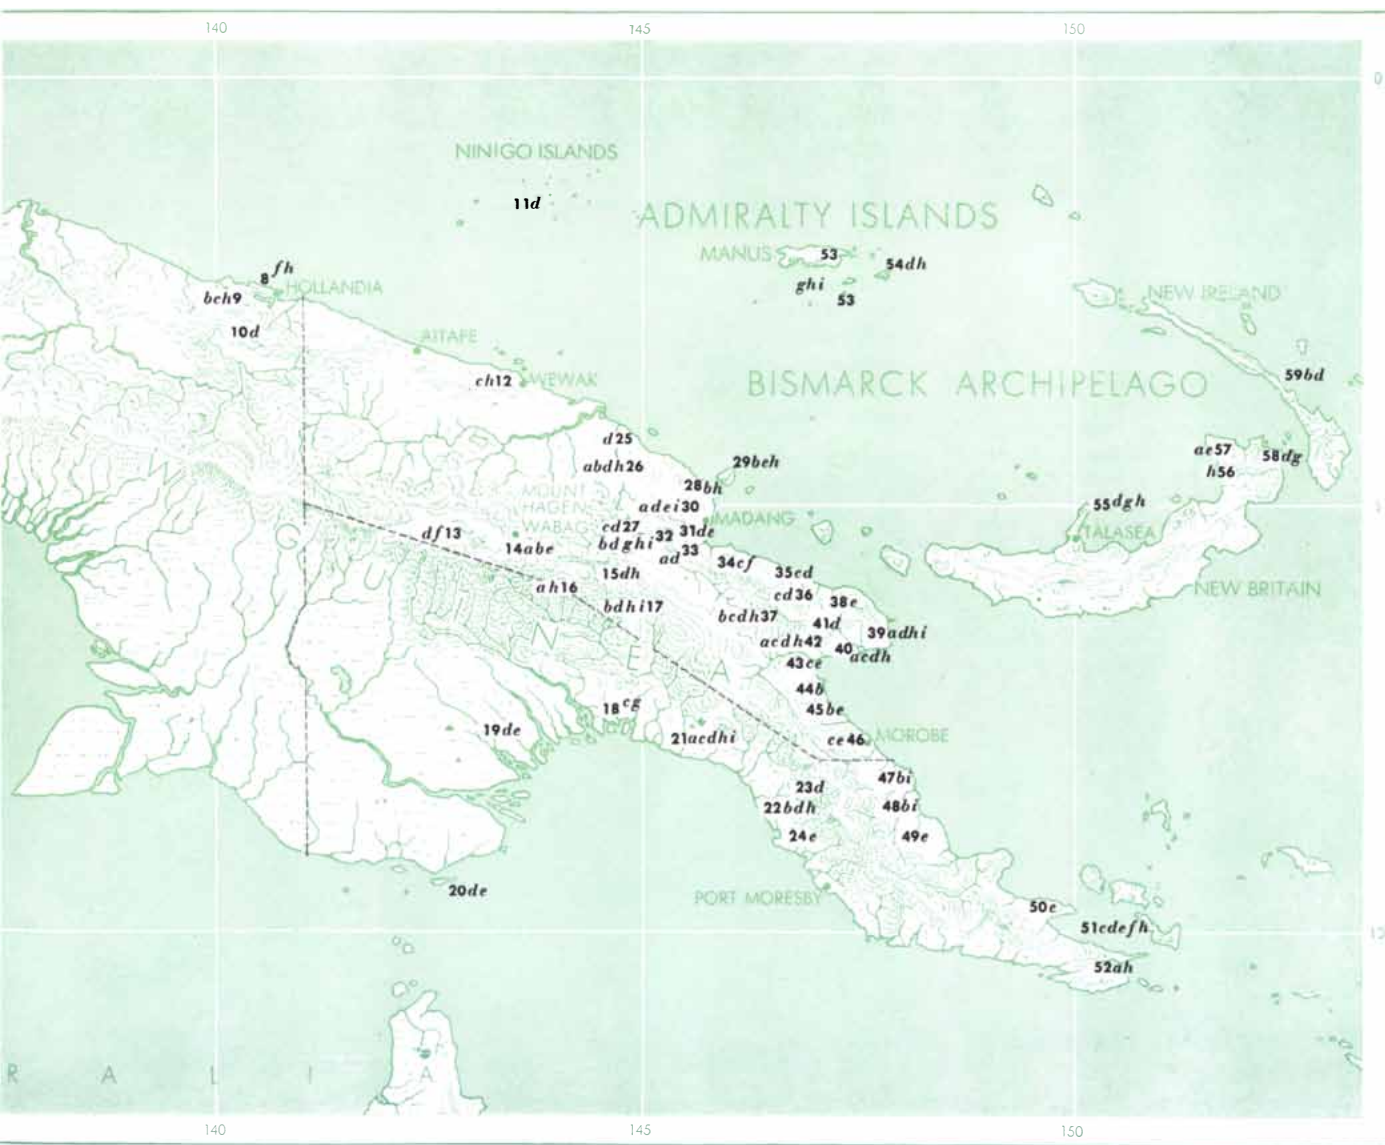 140 145 150
0
NINIGO ISLANDS
11d
ADMIRALTY ISLANDS
MANUS 53
54dh
ghi
53
8 fh
HOLLANDIA
bch9
NEW IRELAND
10d
AITAPE
ch12
WEWAK
BISMARCK ARCHIPELAGO
59bd
d25
abdh26
29beh
ae57
58dg
h56
28bh
MOUNT
HAGEN
WABAG
adei30
55dgh
MADANG
cd27
31de
32
bdghi
TALASEA
df13
14abe
33
ad
34cf
G
U
15dh
35cd
ah16
cd36
NEW BRITAIN
38e
bdhi17
bcdh37
41d
39adhi
N E A
acdh42
40
acdh
43ce
44b
45be
18cg
19de
21acdhi
ce46
MOROBE
47bi
23d
22bdh
48bi
24e
49e
20de
PORT MORESBY
50e
51cdefh
52ah
R A L I A
140 145 150